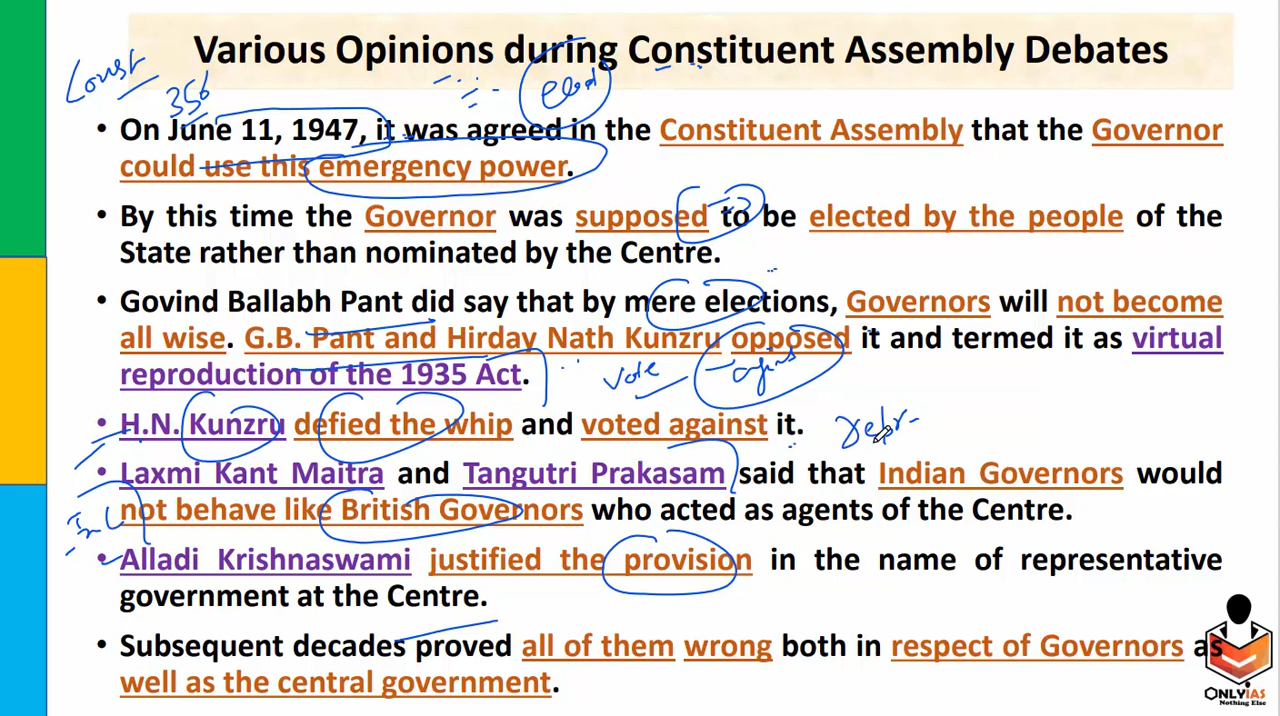 Various Opinions during Constituent Assembly Debates
Const
356
elect
• On June 11, 1947, it was agreed in the Constituent Assembly that the Governor
could use this emergency power.
• By this time the Governor was supposed to be elected by the people of the
State rather than nominated by the Centre.
• Govind Ballabh Pant did say that by mere elections, Governors will not become
all wise. G.B. Pant and Hirday Nath Kunzru opposed it and termed it as virtual
reproduction of the 1935 Act.
vote
• H.N. Kunzru defied the whip and voted against it.
repr
• Laxmi Kant Maitra and Tangutri Prakasam said that Indian Governors would
not behave like British Governors who acted as agents of the Centre.
• Alladi Krishnaswami justified the provision in the name of representative
government at the Centre.
• Subsequent decades proved all of them wrong both in respect of Governors as
well as the central government.
ONLYIAS
Nothing Else